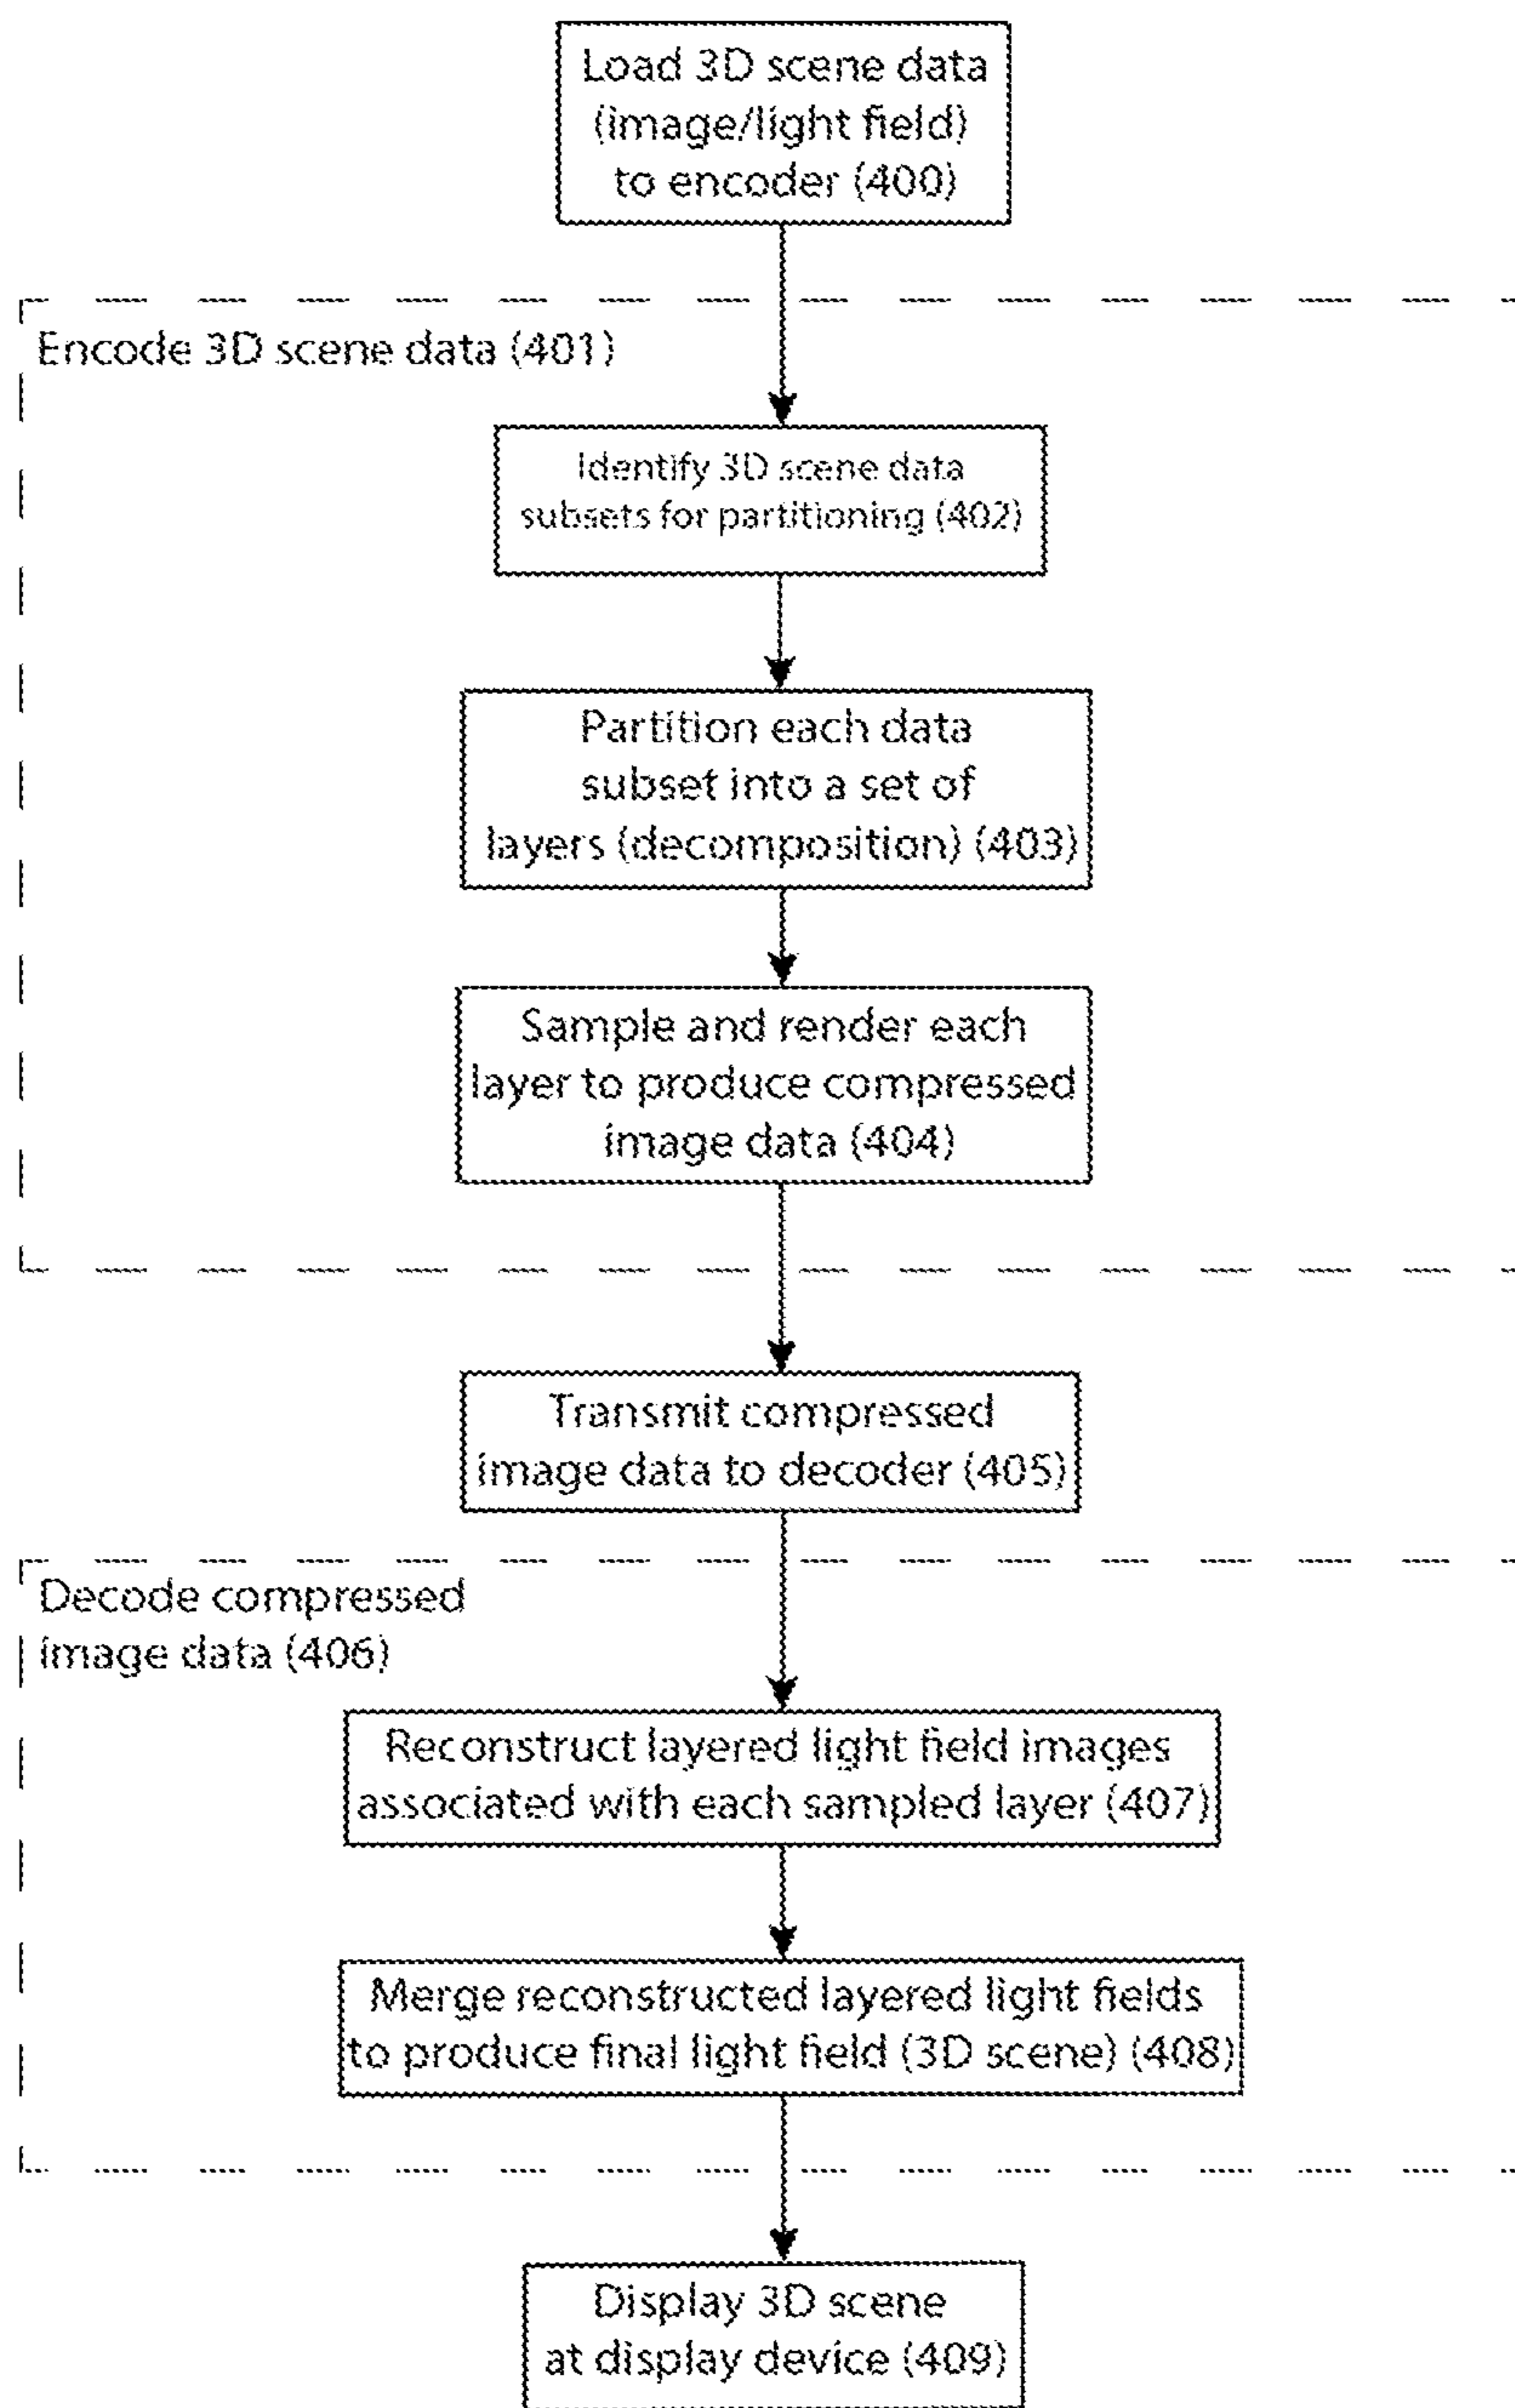 Load 3D scene data
(image/light field)
to encoder (400)
Encode 3D scene data (401)
Identify 3D scene data
subsets for partitioning (402)
Partition each data
subset into a set of
layers (decomposition) (403)
Sample and render each
layer to produce compressed
image data (404)
Transmit compressed
image data to decoder (405)
Decode compressed
image data (406)
Reconstruct layered light field images
associated with each sampled layer (407)
Merge reconstructed layered light fields
to produce final light field (3D scene) (408)
Display 3D scene
at display device (409)